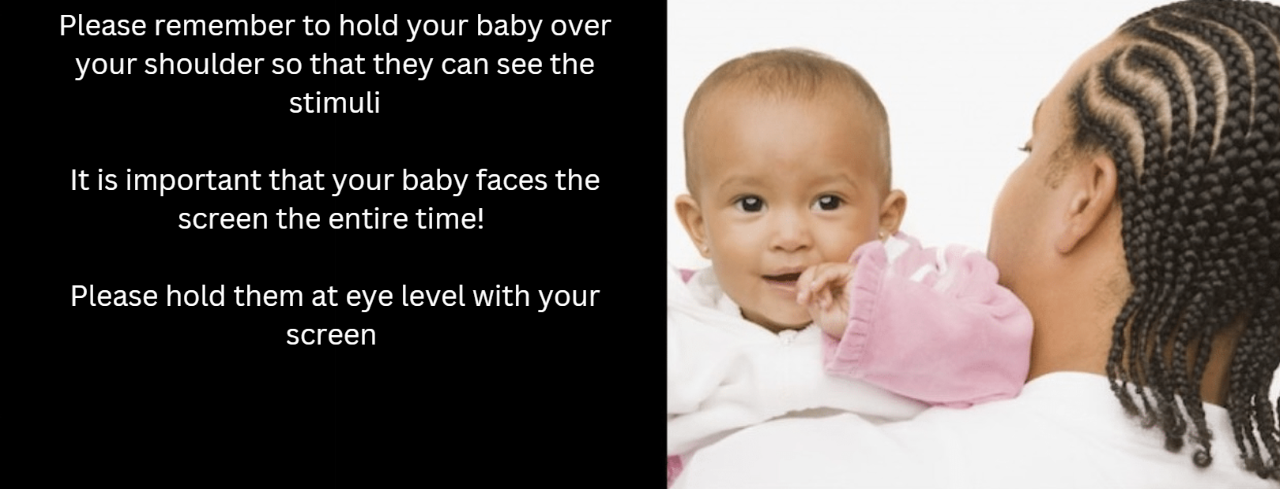 Please remember to hold your baby over
your shoulder so that they can see the
stimuli
It is important that your baby faces the
screen the entire time!
Please hold them at eye level with your
screen